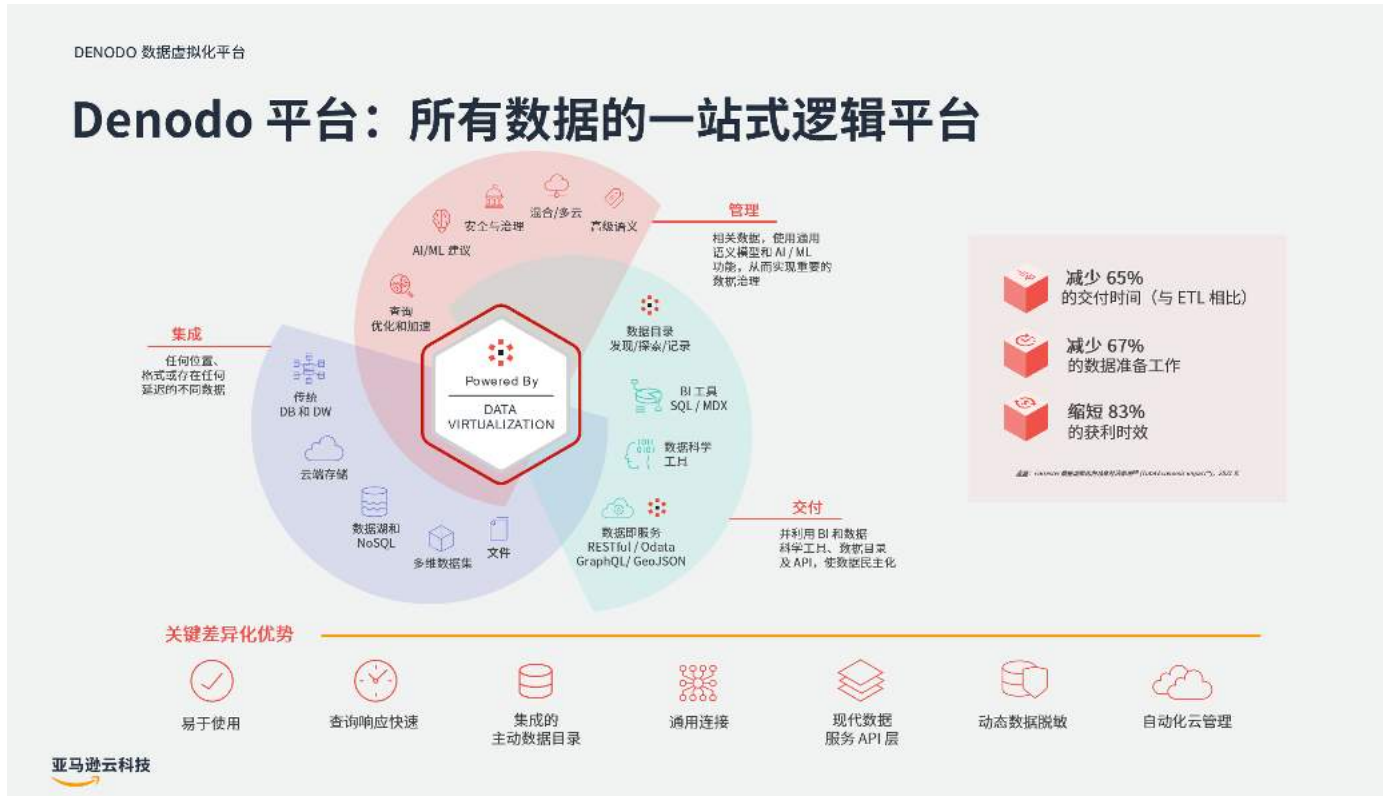 DENODO 数据虚拟化平台
Denodo 平台：所有数据的一站式逻辑平台
混合/多云
高级语义
安全与治理
AI/ML 建议
查询
优化和加速
管理
相关数据，使用通用
语义模型和 AI / ML
功能，从而实现重要的
数据治理
集成
任何位置、
格式或存在任何
延迟的不同数据
传统
DB 和 DW
云端存储
数据湖和
NoSQL
多维数据集
文件
Powered By
DATA
VIRTUALIZATION
数据目录
发现/探索/记录
BI 工具
SQL / MDX
数据科学
工具
数据即服务
RESTful / Odata
GraphQL/ GeoJSON
交付
并利用 BI 和数据
科学工具、数据目录
及 API，使数据民主化
减少 65%
的交付时间（与 ETL 相比）
减少 67%
的数据准备工作
缩短 83%
的获利时效
关键差异化优势
易于使用
查询响应快速
集成的
主动数据目录
通用连接
现代数据
服务 API 层
动态数据脱敏
自动化云管理
亚马逊云科技